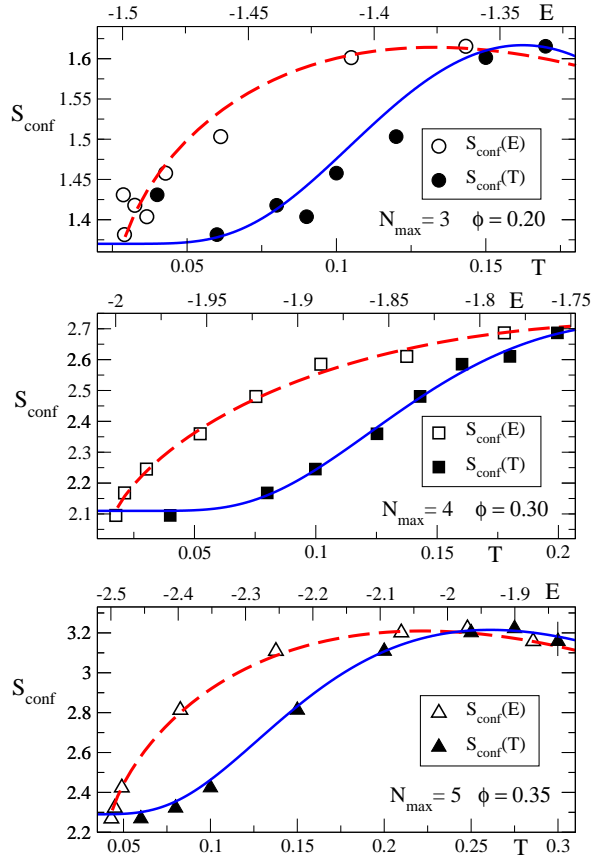 -1.5 -1.45 -1.4 -1.35 E
1.6
1.55
S_conf
1.5
1.45
1.4
S_conf(E)
S_conf(T)
N_max = 3 ϕ = 0.20
0.05 0.1 0.15 T
-2 -1.95 -1.9 -1.85 -1.8 E -1.75
2.7
2.6
2.5
S_conf
2.4
2.3
2.2
2.1
S_conf(E)
S_conf(T)
N_max = 4 ϕ = 0.30
0.05 0.1 0.15 T 0.2
-2.5 -2.4 -2.3 -2.2 -2.1 -2 -1.9 E
3.2
3.0
S_conf
2.8
2.6
2.4
2.2
S_conf(E)
S_conf(T)
N_max = 5 ϕ = 0.35
0.05 0.1 0.15 0.2 0.25 T 0.3